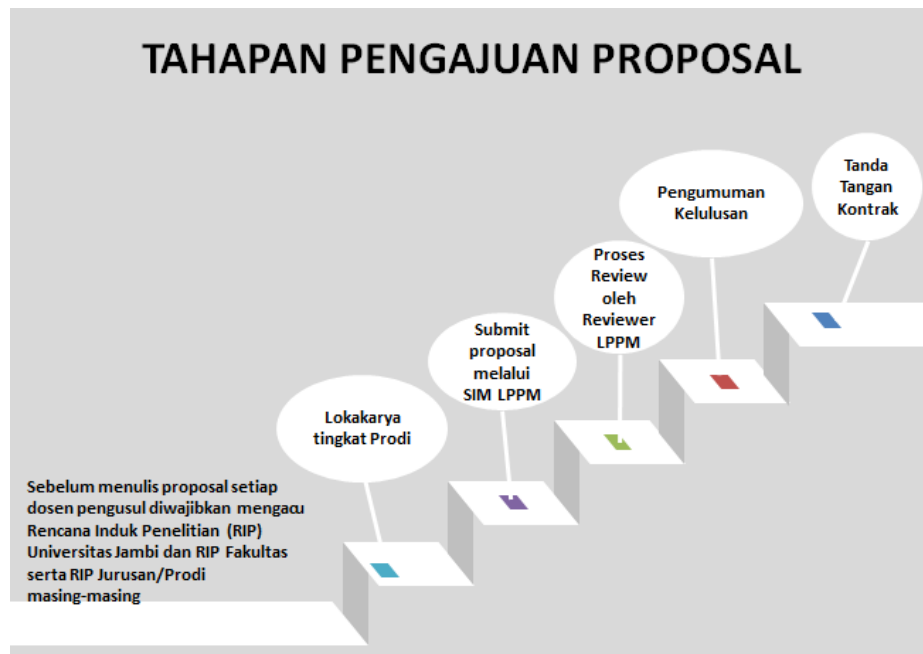 TAHAPAN PENGAJUAN PROPOSAL
Sebelum menulis proposal setiap
dosen pengusul diwajibkan mengacu
Rencana Induk Penelitian (RIP)
Universitas Jambi dan RIP Fakultas
serta RIP Jurusan/Prodi
masing-masing
Lokakarya
tingkat Prodi
Submit
proposal
melalui
SIM LPPM
Proses
Review
oleh
Reviewer
LPPM
Pengumuman
Kelulusan
Tanda
Tangan
Kontrak